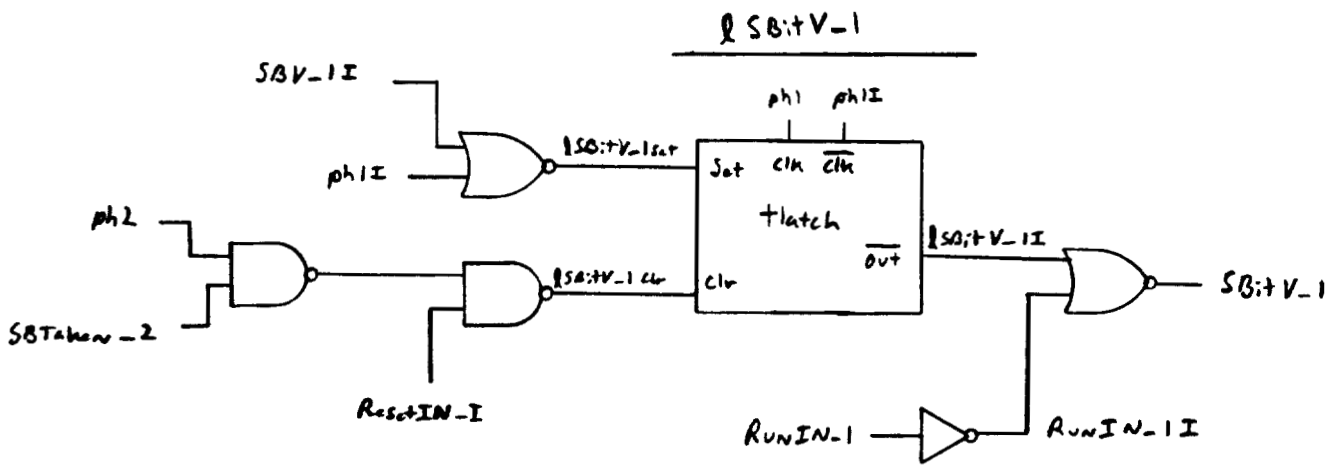 lSBitV_1
SBV_1I
ph1 ph1I
lSBitV_1set
Set clk clk
ph1I
ph2
tlatch
lSBitV_1I
out
SBitV_1
lSBitV_1clr
clr
SBTaken_2
ResetIN_I
RunIN_1
RunIN_1I